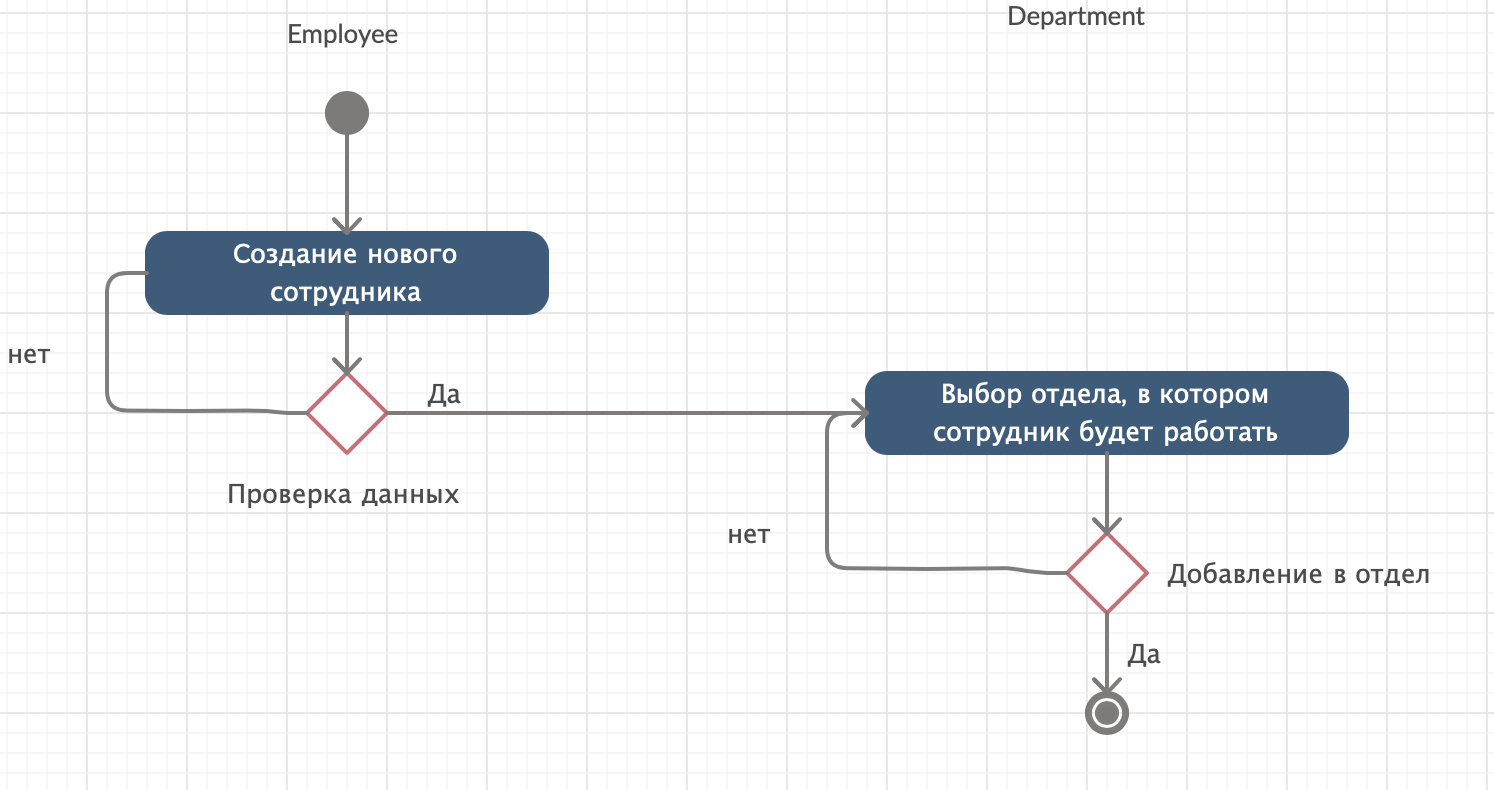 Department
Employee
Создание нового
сотрудника
нет
Да
Выбор отдела, в котором
сотрудник будет работать
Проверка данных
нет
Добавление в отдел
Да